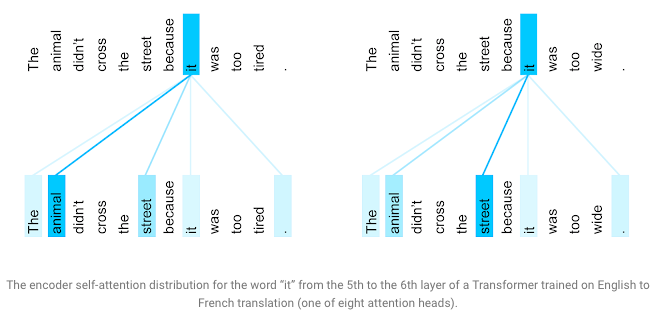 The animal didn't cross the street because it was too tired .
The animal didn't cross the street because it was too wide .
The animal didn't cross the street because it was too tired .
The animal didn't cross the street because it was too wide .
The encoder self-attention distribution for the word “it” from the 5th to the 6th layer of a Transformer trained on English to
French translation (one of eight attention heads).